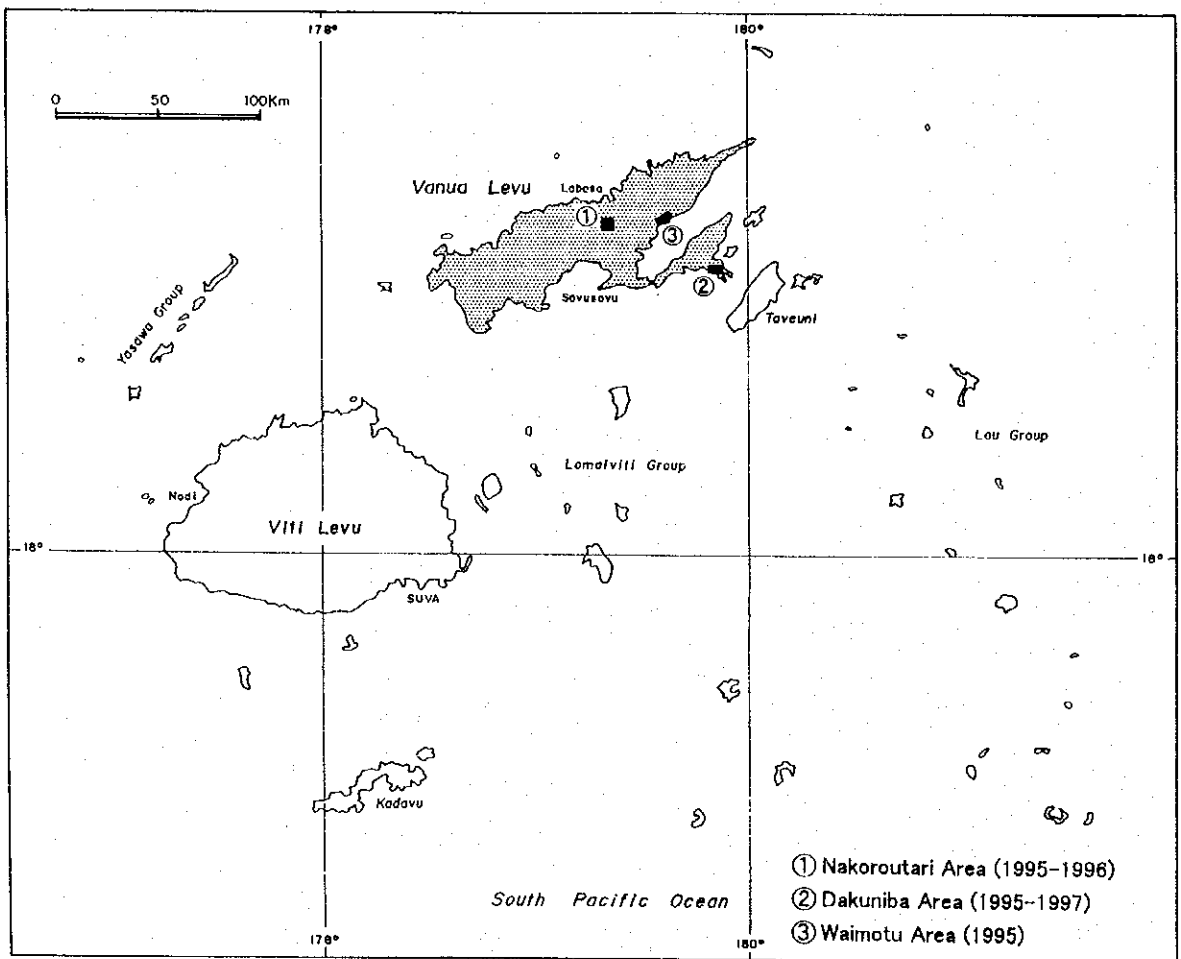 178°
180°
0 50 100Km
Vanua Levu
Labasa
①
③
②
Savusavu
Taveuni
Yasawa Group
Lau Group
Lomaiviti Group
Nadi
Viti Levu
18°
18°
SUVA
Kadavu
① Nakoroutari Area (1995-1996)
South Pacific Ocean
② Dakuniba Area (1995-1997)
③ Waimotu Area (1995)
178°
180°